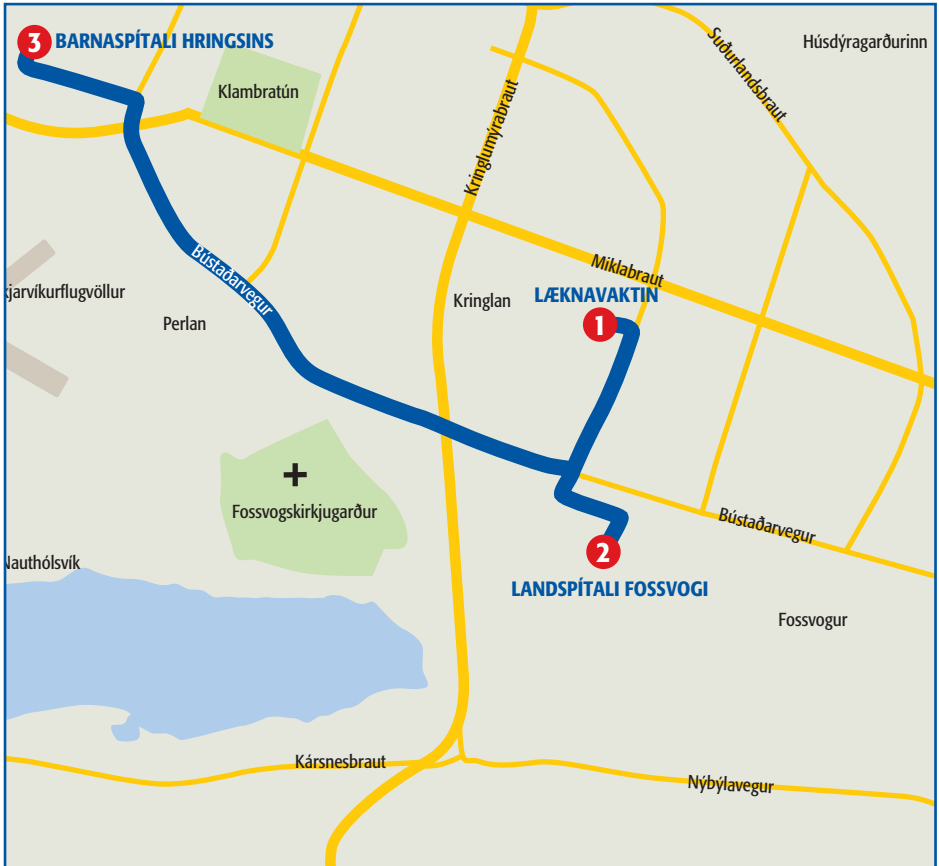 3 BARNASPÍTALI HRINGSINS
Húsdýragarðurinn
Suðurlandsbraut
Klambratún
Kringlumýrabraut
Miklabraut
Bústaðarvegur
kjarvíkurflugvöllur
Perlan
Kringlan
LÆKNAVAKTIN
1
Fossvogskirkjugarður
Bústaðarvegur
2
LANDSPÍTALI FOSSVOGI
Nauthólsvík
Fossvogur
Kársnesbraut
Nýbýlavegur